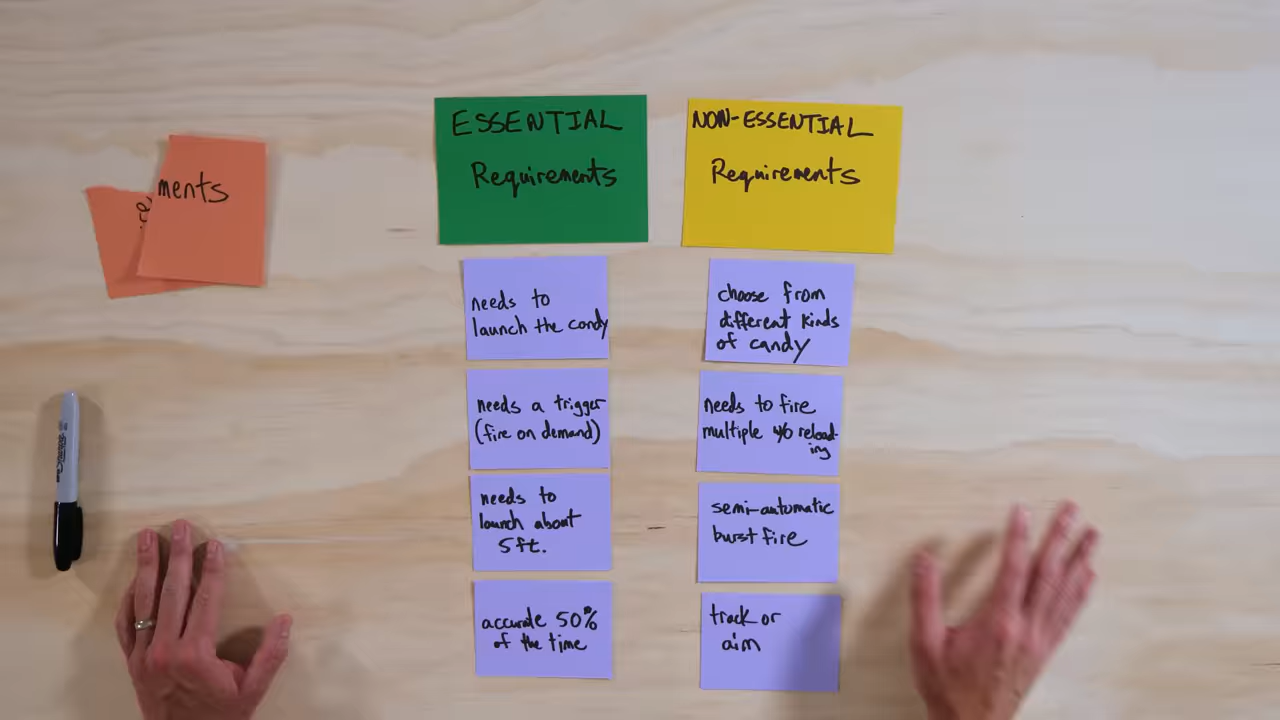 ments
ESSENTIAL
Requirements
needs to
launch the candy
needs a trigger
(fire on demand)
needs to
launch about
5ft.
accurate 50%
of the time
NON-ESSENTIAL
Requirements
choose from
different kinds
of candy
needs to fire
multiple w/o reload-
ing
semi-automatic
burst fire
track or
aim
Sharpie